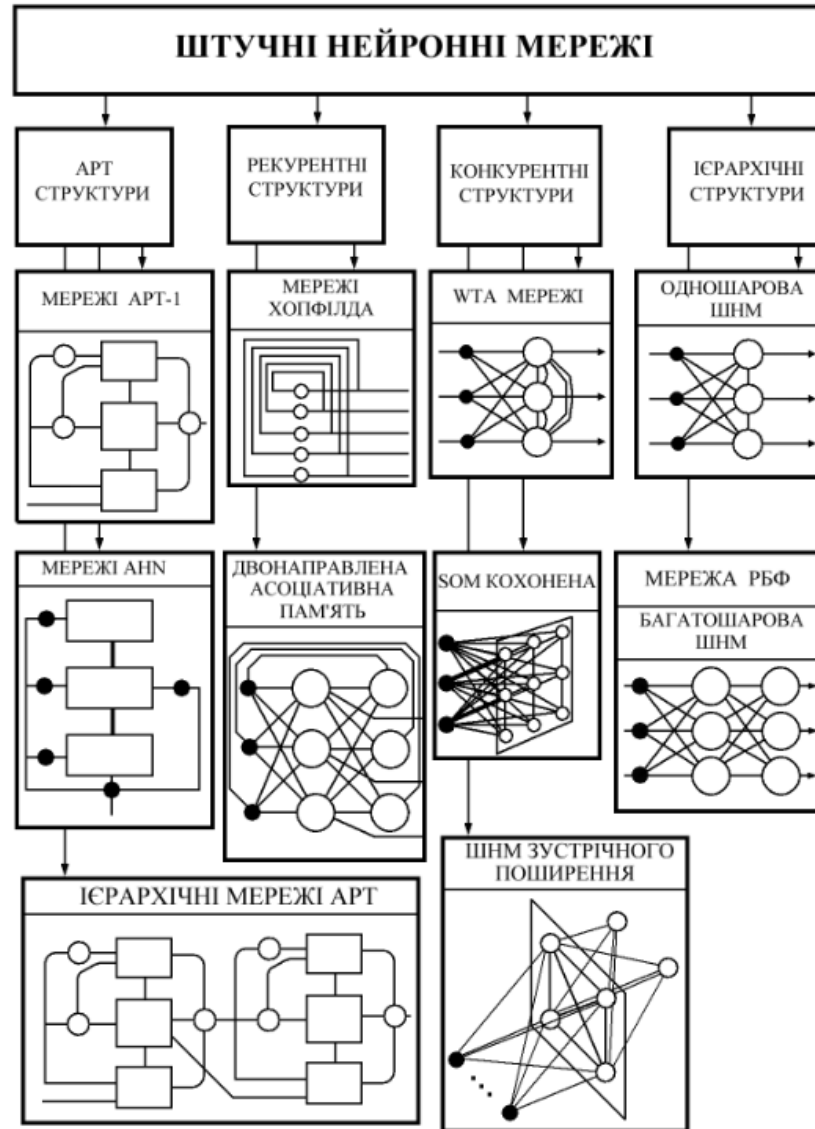 ШТУЧНІ НЕЙРОННІ МЕРЕЖІ
АРТ
СТРУКТУРИ
РЕКУРЕНТНІ
СТРУКТУРИ
КОНКУРЕНТНІ
СТРУКТУРИ
ІЄРАРХІЧНІ
СТРУКТУРИ
МЕРЕЖІ АРТ-1
МЕРЕЖІ
ХОПФІЛДА
WTA МЕРЕЖІ
ОДНОШАРОВА
ШНМ
МЕРЕЖІ AHN
ДВОНАПРАВЛЕНА
АСОЦІАТИВНА
ПАМ'ЯТЬ
SOM КОХОНЕНА
МЕРЕЖА РБФ
БАГАТОШАРОВА
ШНМ
ІЄРАРХІЧНІ МЕРЕЖІ АРТ
ШНМ ЗУСТРІЧНОГО
ПОШИРЕННЯ